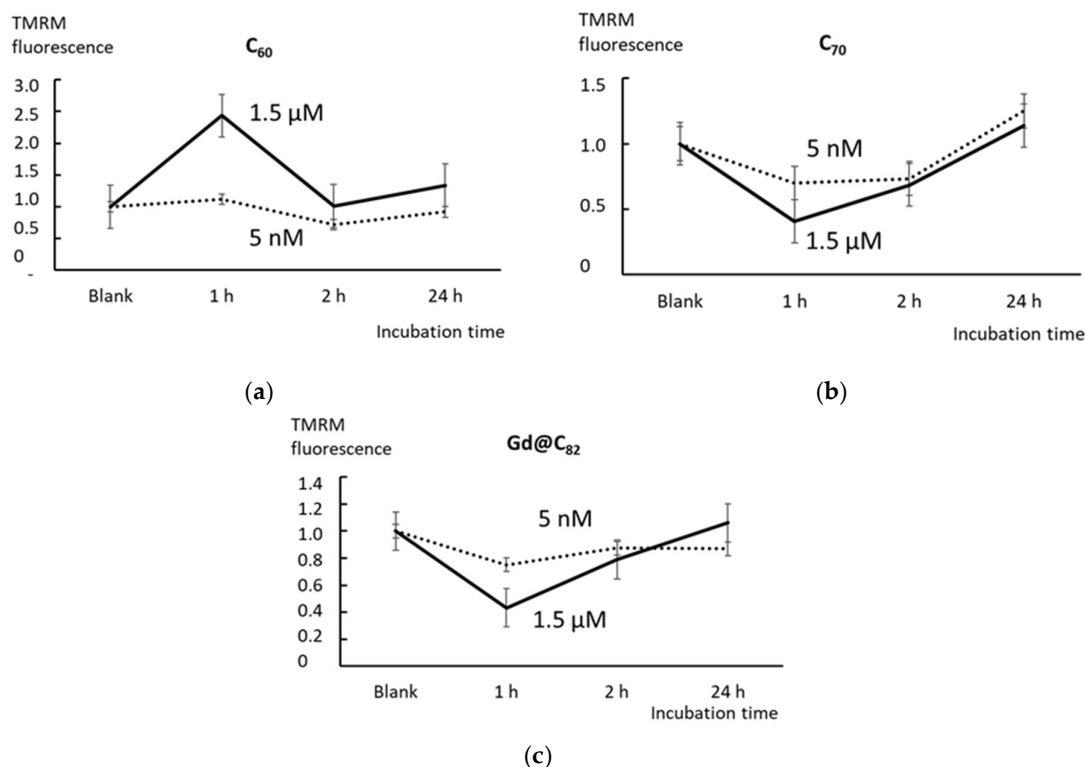 TMRM
fluorescence
C60
3.0
2.5
2.0
1.5
1.0
0.5
0
-
1.5 μM
5 nM
Blank 1 h 2 h 24 h
Incubation time
(a)
TMRM
fluorescence
C70
1.5
1.0
0.5
0
5 nM
1.5 μM
Blank 1 h 2 h 24 h
Incubation time
(b)
TMRM
fluorescence
Gd@C82
1.4
1.2
1.0
0.8
0.6
0.4
0.2
0
5 nM
1.5 μM
Blank 1 h 2 h 24 h
Incubation time
(c)